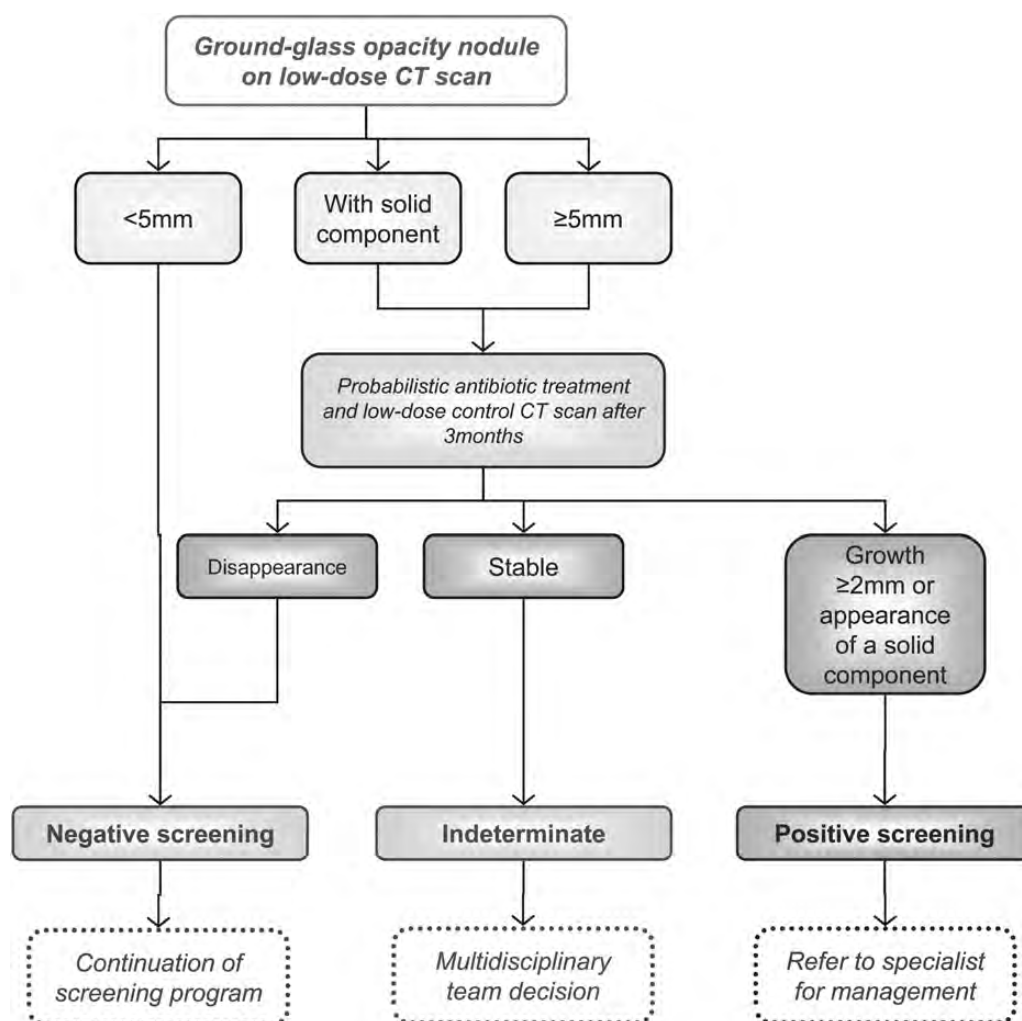 Ground-glass opacity nodule
on low-dose CT scan
<5mm
With solid
component
≥5mm
Probabilistic antibiotic treatment
and low-dose control CT scan after
3months
Disappearance
Stable
Growth
≥2mm or
appearance
of a solid
component
Negative screening
Indeterminate
Positive screening
Continuation of
screening program
Multidisciplinary
team decision
Refer to specialist
for management